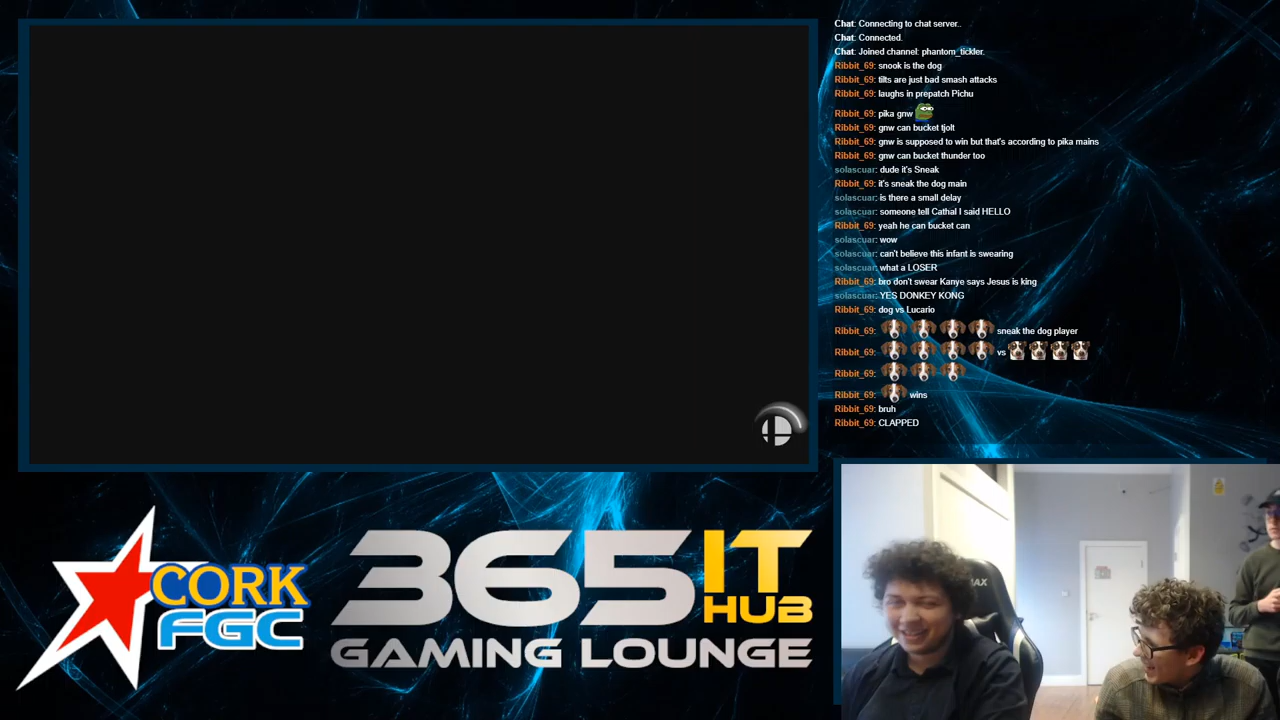 Chat: Connecting to chat server..
Chat: Connected.
Chat: Joined channel: phantom_tickler.
Ribbit_69: snook is the dog
Ribbit_69: tilts are just bad smash attacks
Ribbit_69: laughs in prepatch Pichu
Ribbit_69: pika gnw
Ribbit_69: gnw can bucket tjolt
Ribbit_69: gnw is supposed to win but that's according to pika mains
Ribbit_69: gnw can bucket thunder too
solascuar: dude it's Sneak
Ribbit_69: it's sneak the dog main
solascuar: is there a small delay
solascuar: someone tell Cathal I said HELLO
Ribbit_69: yeah he can bucket can
solascuar: wow
solascuar: can't believe this infant is swearing
solascuar: what a LOSER
Ribbit_69: bro don't swear Kanye says Jesus is king
solascuar: YES DONKEY KONG
Ribbit_69: dog vs Lucario
Ribbit_69: sneak the dog player
Ribbit_69: vs
Ribbit_69:
Ribbit_69: wins
Ribbit_69: bruh
Ribbit_69: CLAPPED
CORK
FGC
365 IT
HUB
GAMING LOUNGE